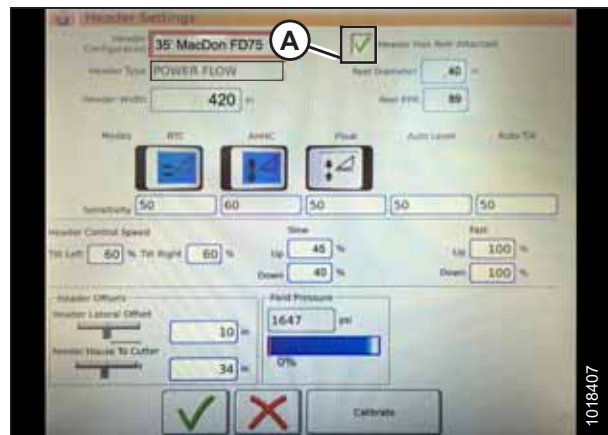 Header Settings
Header Configuration 35' MacDon FD75 A Header Has Reel Attached
Header Type POWER FLOW Reel Diameter 40 in
Header Width 420 in Reel PPR 89
Modes RTC AHHC Float Auto Level Auto Tilt
Sensitivity 50 60 50 50 50
Header Control Speed Slow Fast
Tilt Left 60 % Tilt Right 60 % Up 45 % Up 100 %
Down 40 % Down 100 %
Header Offsets Field Pressure
Header Lateral Offset 10 in 1647 psi
Feeder House To Cutter 34 in 0%
Calibrate
1018407